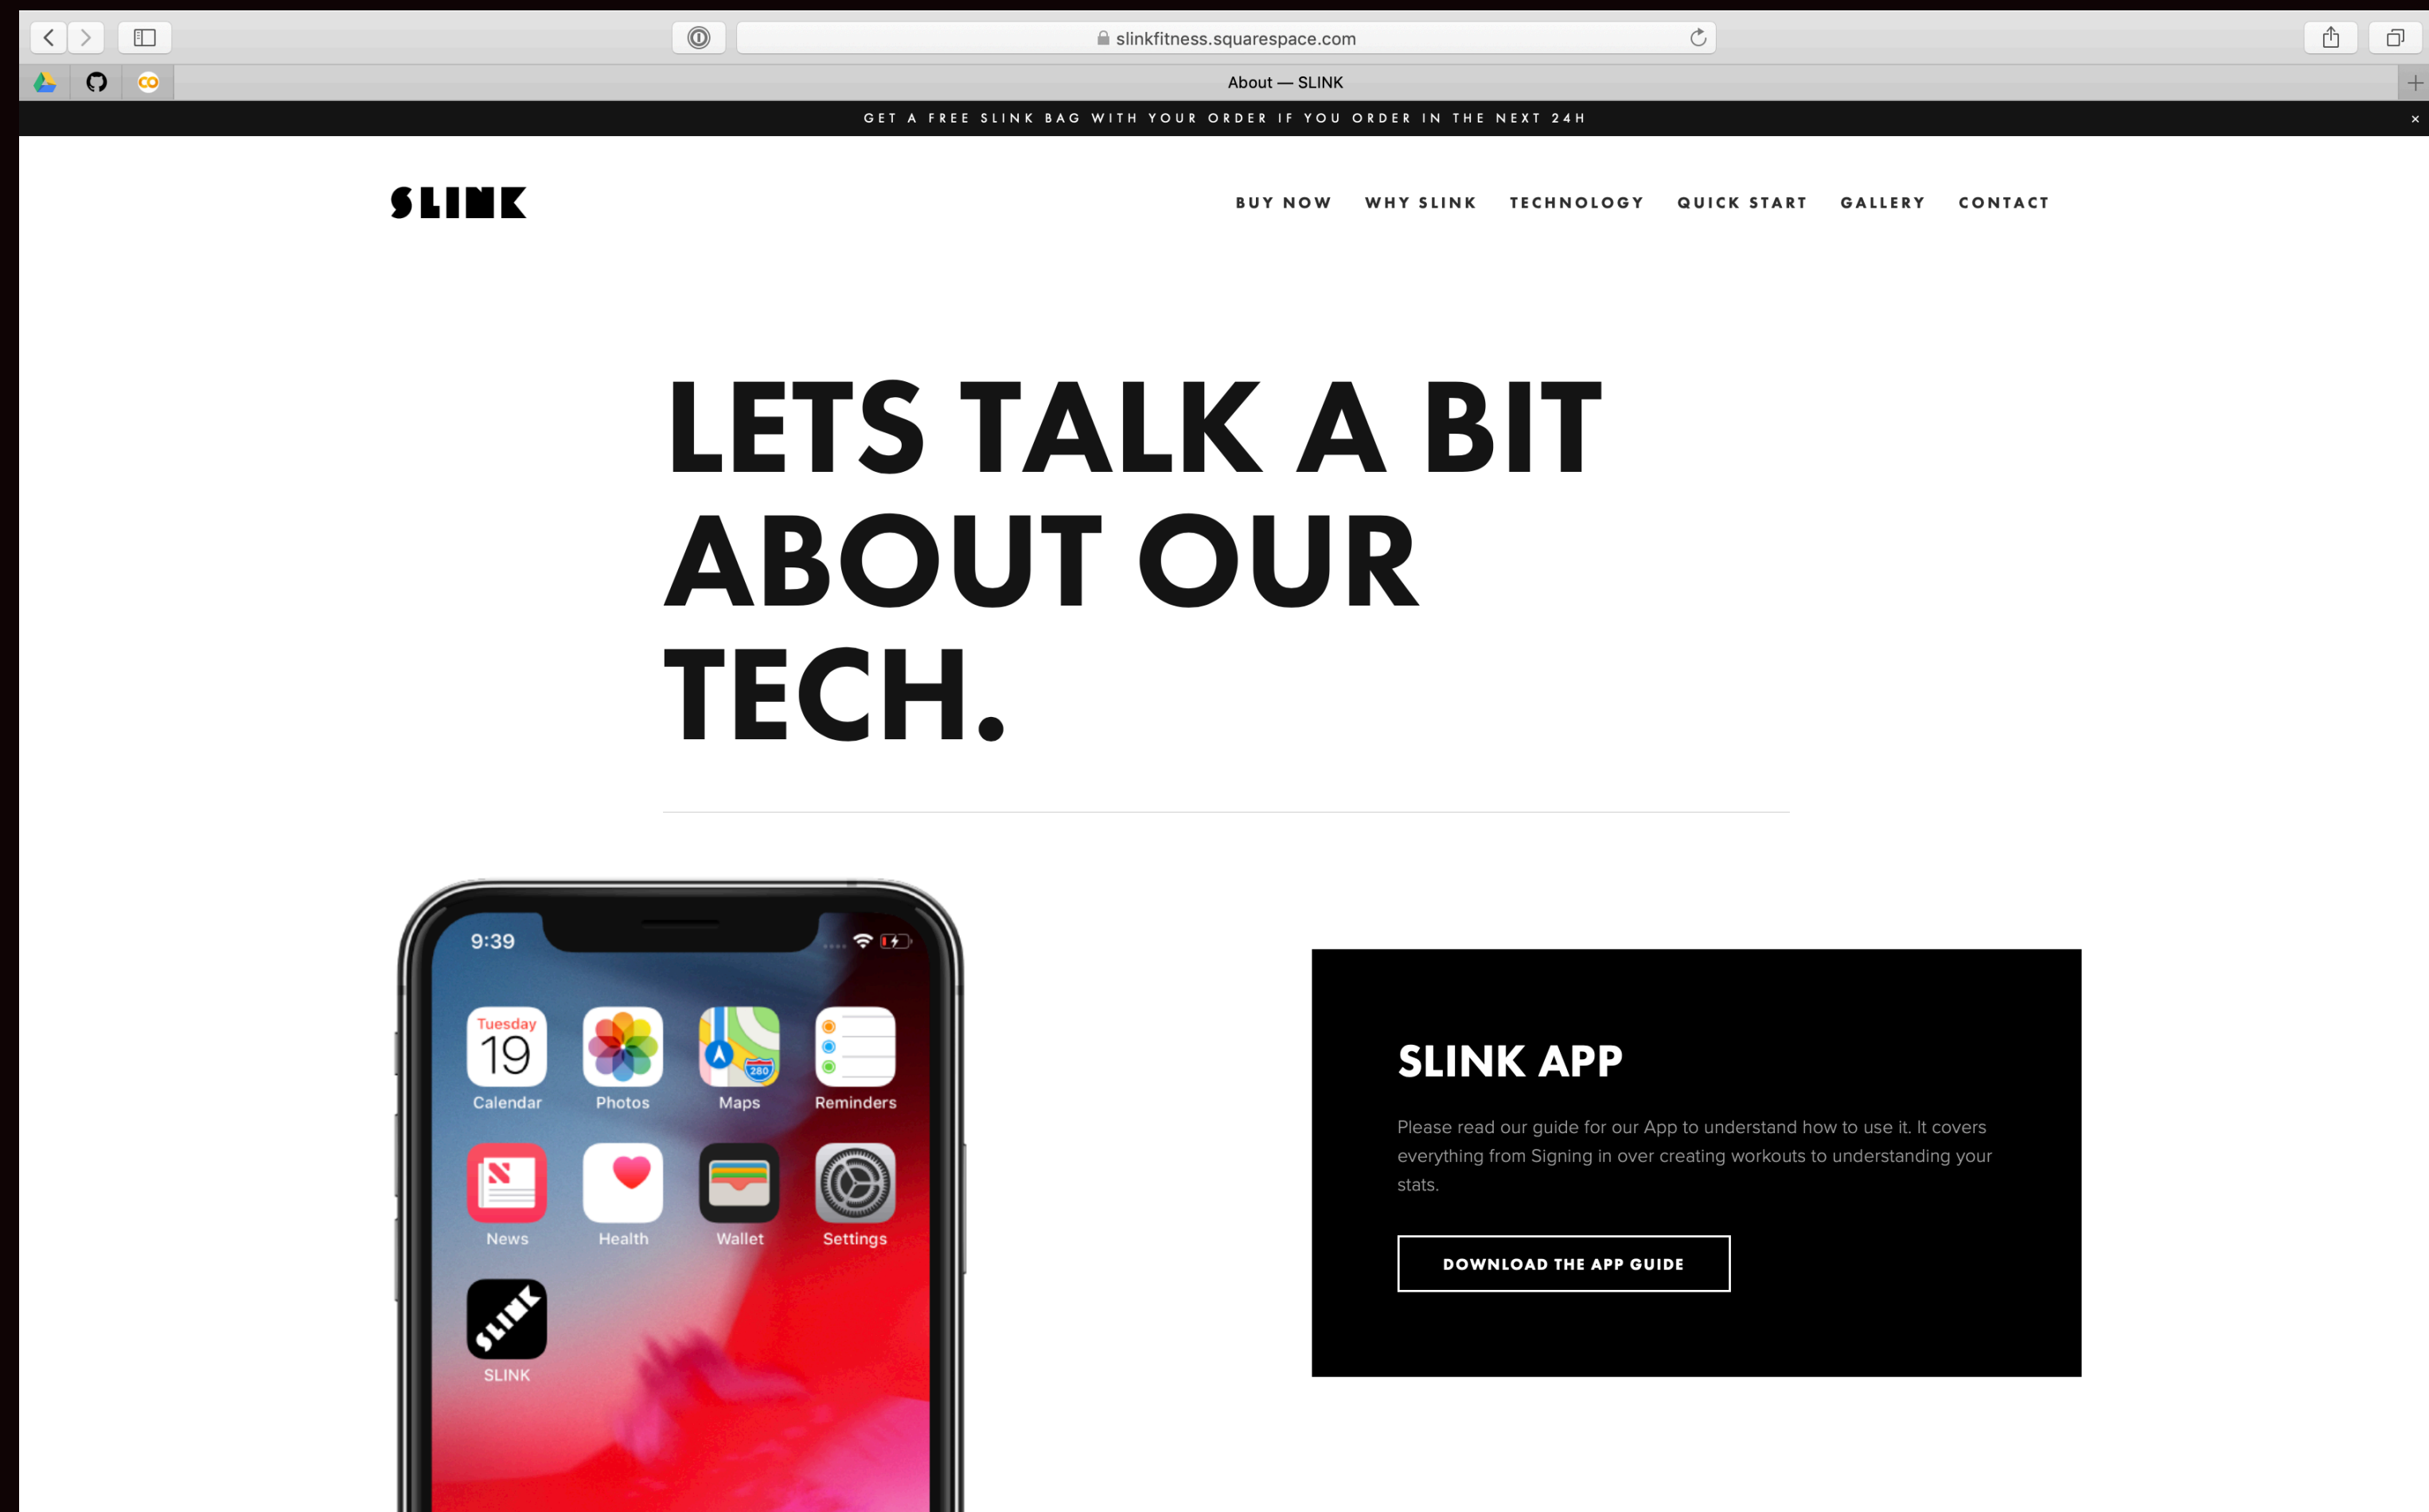 slinkfitness.squarespace.com
About — SLINK
GET A FREE SLINK BAG WITH YOUR ORDER IF YOU ORDER IN THE NEXT 24H
SLINK
BUY NOW WHY SLINK TECHNOLOGY QUICK START GALLERY CONTACT
LETS TALK A BIT
ABOUT OUR
TECH.
9:39
Tuesday
19
280
Calendar Photos Maps Reminders
News Health Wallet Settings
SLINK
SLINK
SLINK APP
Please read our guide for our App to understand how to use it. It covers
everything from Signing in over creating workouts to understanding your
stats.
DOWNLOAD THE APP GUIDE